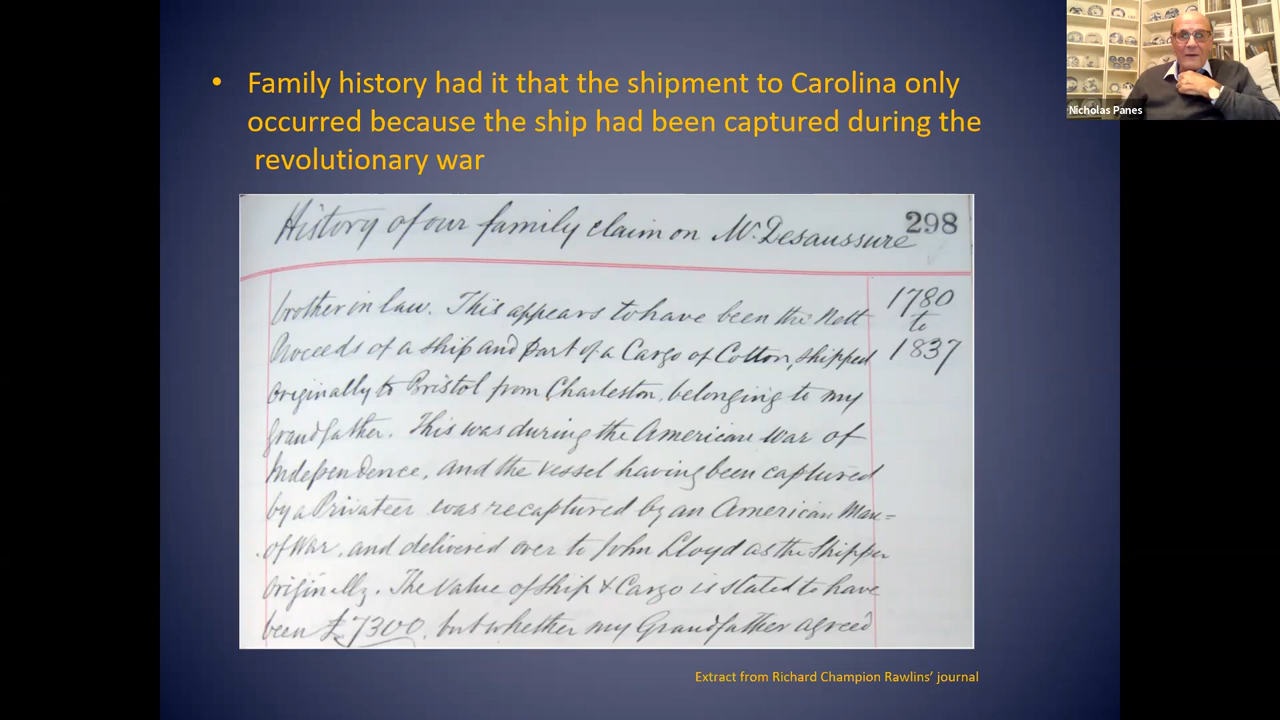 Nicholas Panes
• Family history had it that the shipment to Carolina only
occurred because the ship had been captured during the
revolutionary war
History of our family claim on Mr. Desaussure 298
brother in law. This appears to have been the Nett 1780
to
Proceeds of a ship and part of a Cargo of Cotton, shipped 1837
originally to Bristol from Charleston, belonging to my
grandfather. This was during the American War of
Independence, and the vessel having been captured
by a Privateer was recaptured by an American Man=
of War, and delivered over to John Lloyd as the Shipper
originally. The value of ship & Cargo is stated to have
been £7300, but whether my Grandfather agreed
Extract from Richard Champion Rawlins' journal